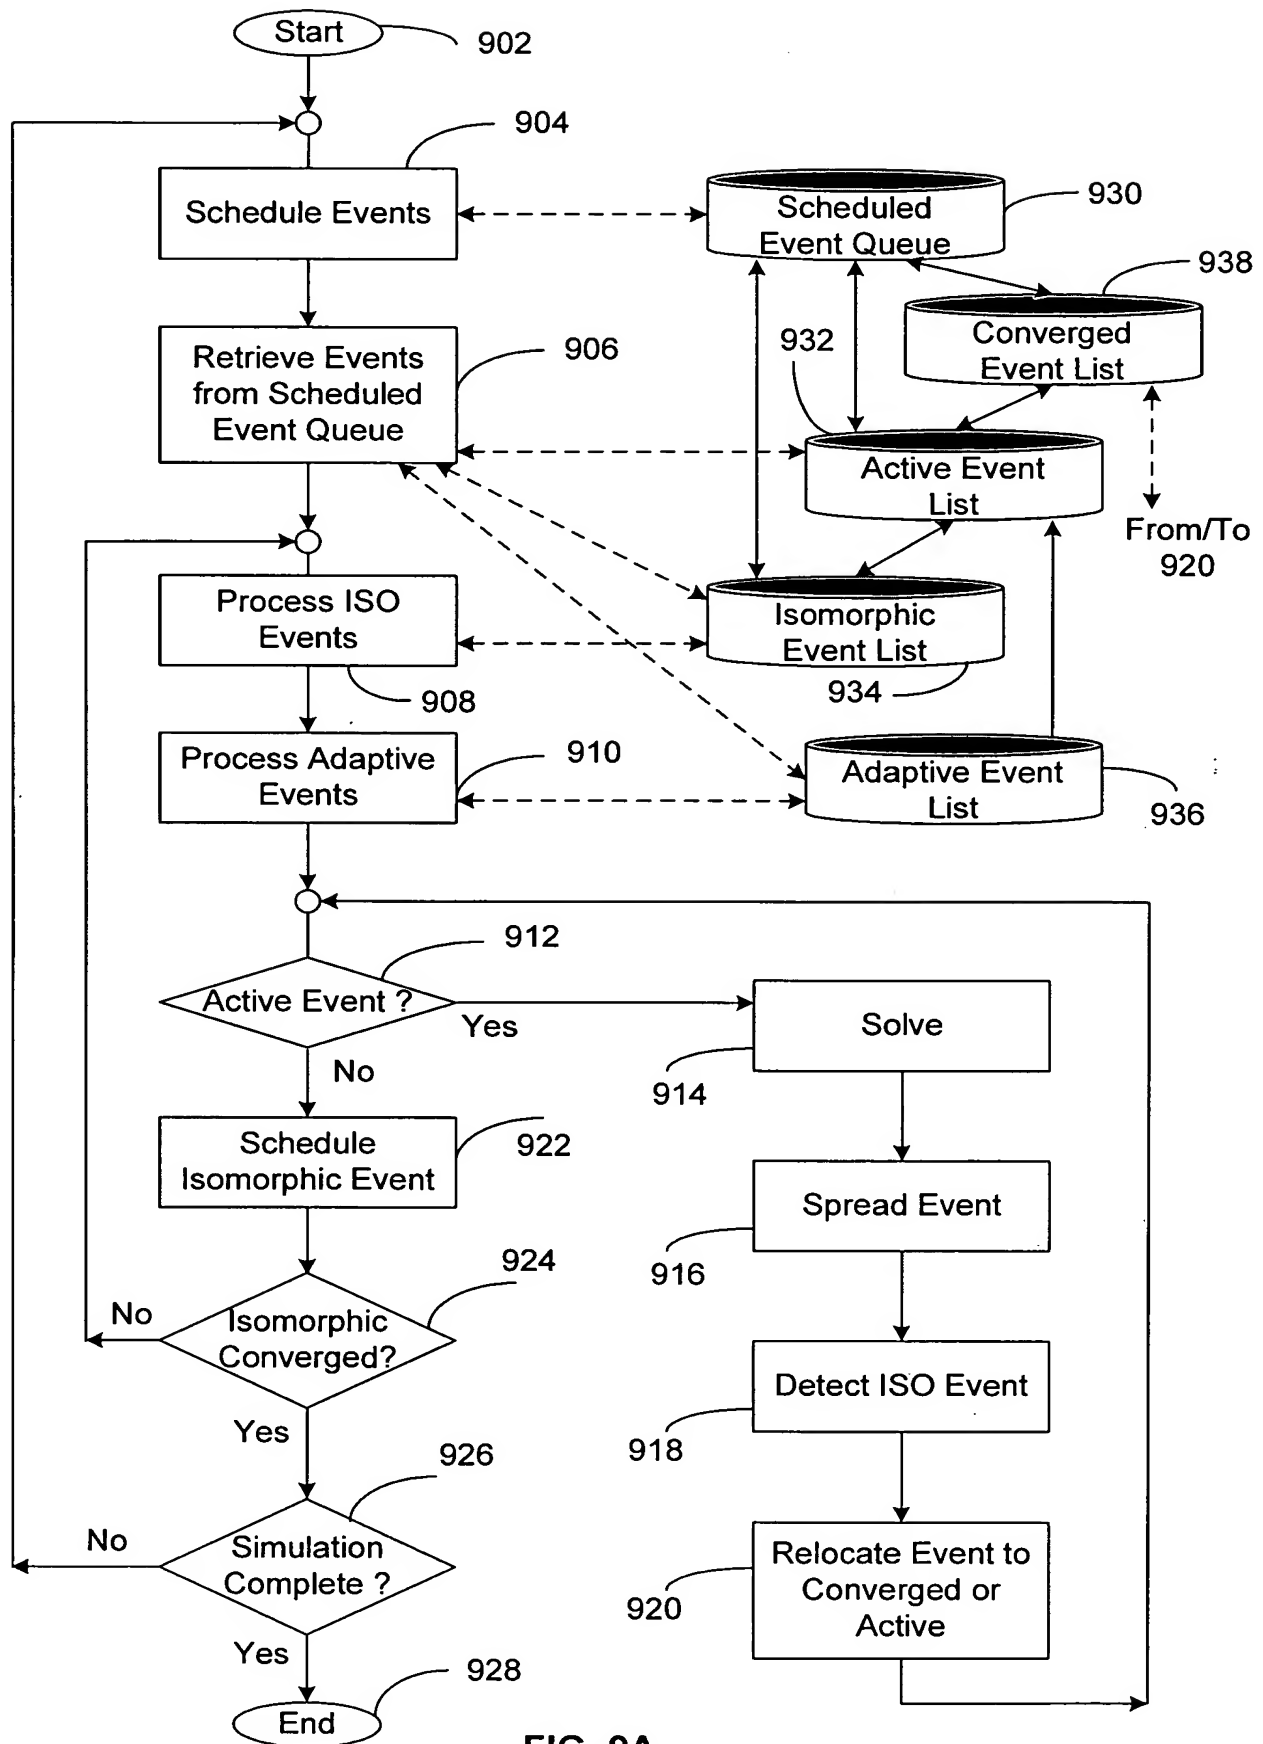 Start
902
904
Schedule Events
Scheduled
Event Queue
930
938
Converged
Event List
932
Retrieve Events
from Scheduled
Event Queue
906
Active Event
List
From/To
920
Process ISO
Events
908
Isomorphic
Event List
934
Process Adaptive
Events
910
Adaptive Event
List
936
912
Active Event ?
Yes
No
Solve
914
Schedule
Isomorphic Event
922
Spread Event
916
924
Isomorphic
Converged?
No
Yes
Detect ISO Event
918
926
Simulation
Complete ?
No
Yes
Relocate Event to
Converged or
Active
920
928
End
FIG. 9A